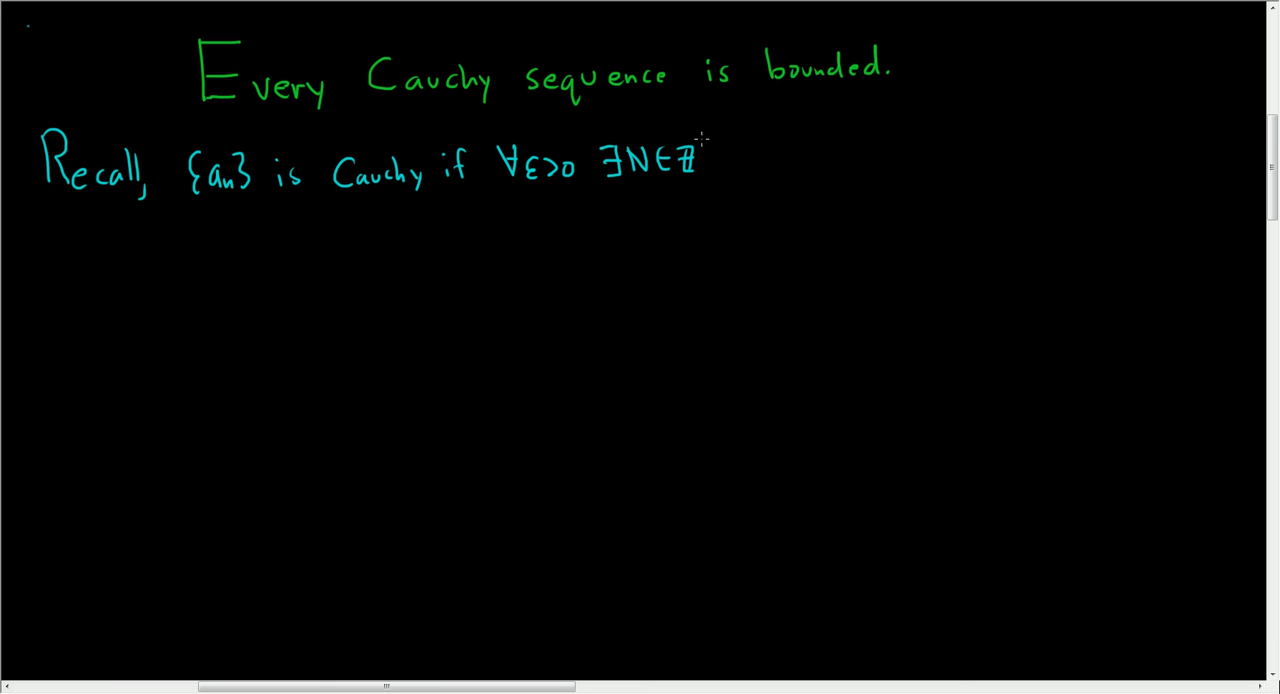 Every Cauchy sequence is bounded.
Recall, {aₙ} is Cauchy if ∀ε>0 ∃N∈ℤ